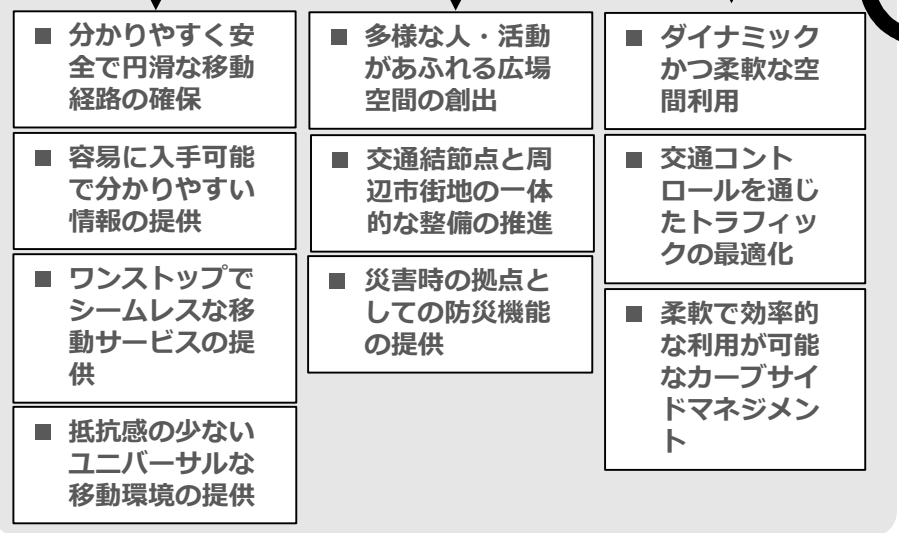 ■ 分かりやすく安
全で円滑な移動
経路の確保
■ 容易に入手可能
で分かりやすい
情報の提供
■ ワンストップで
シームレスな移
動サービスの提
供
■ 抵抗感の少ない
ユニバーサルな
移動環境の提供
■ 多様な人・活動
があふれる広場
空間の創出
■ 交通結節点と周
辺市街地の一体
的な整備の推進
■ 災害時の拠点と
しての防災機能
の提供
■ ダイナミック
かつ柔軟な空
間利用
■ 交通コント
ロールを通じ
たトラフィッ
クの最適化
■ 柔軟で効率的
な利用が可能
なカーブサイ
ドマネジメン
ト